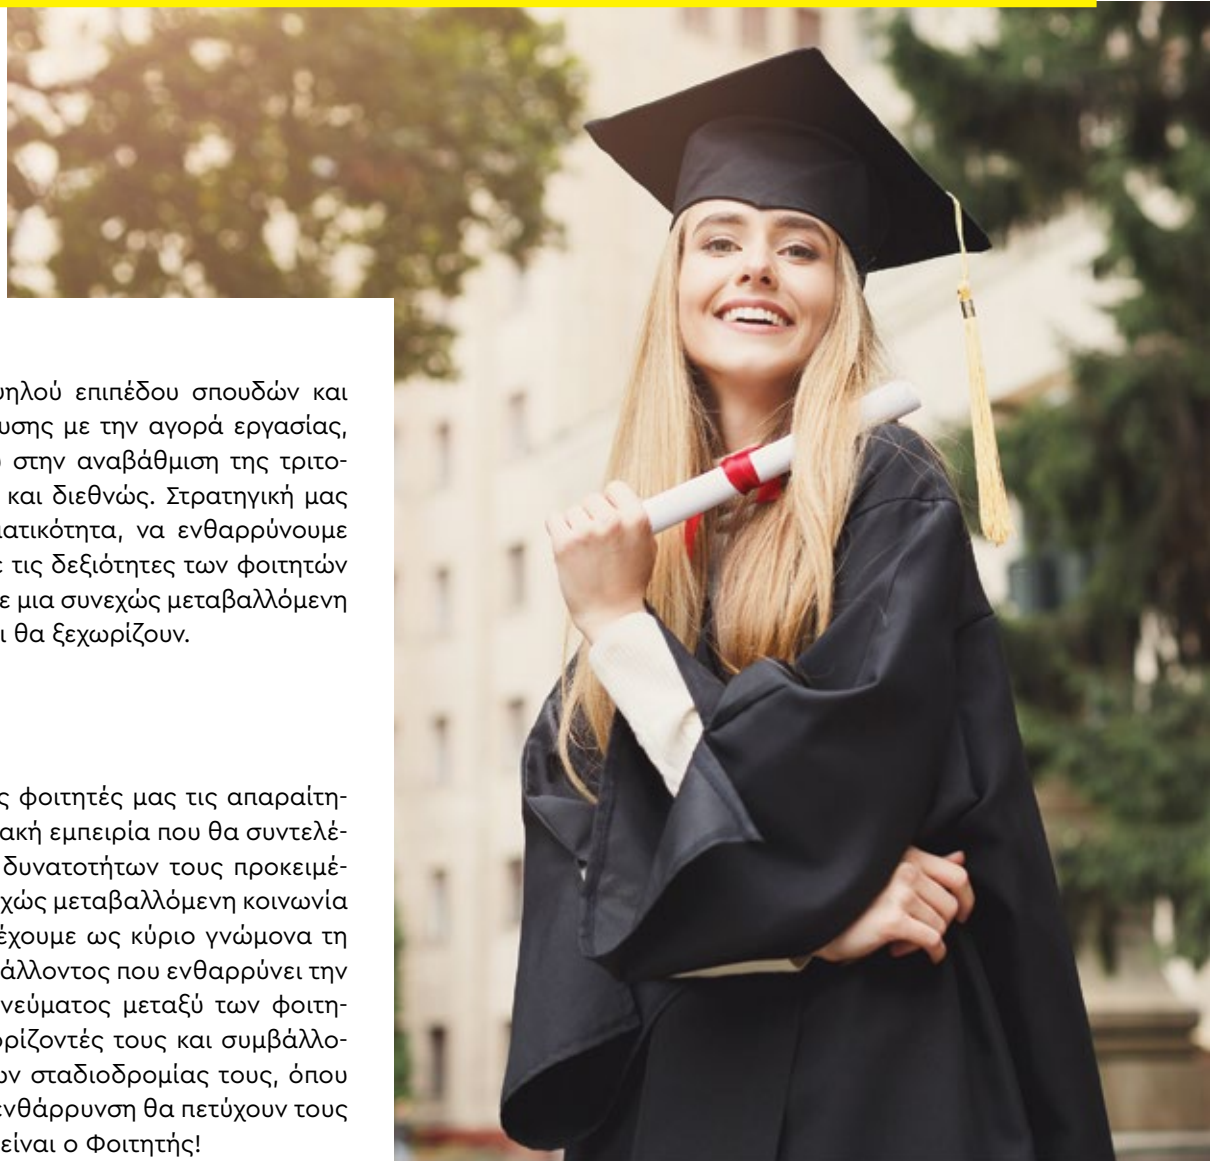 ηλού επιπέδου σπουδών και
υσης με την αγορά εργασίας,
στην αναβάθμιση της τριτο-
και διεθνώς. Στρατηγική μας
ατικότητα, να ενθαρρύνουμε
τις δεξιότητες των φοιτητών
ε μια συνεχώς μεταβαλλόμενη
ι θα ξεχωρίζουν.
ς φοιτητές μας τις απαραίτη-
ακή εμπειρία που θα συντελέ-
δυνατοτήτων τους προκειμέ-
χώς μεταβαλλόμενη κοινωνία
έχουμε ως κύριο γνώμονα τη
άλλοντος που ενθαρρύνει την
νεύματος μεταξύ των φοιτη-
ρίζοντές τους και συμβάλλο-
ων σταδιοδρομίας τους, όπου
ενθάρρυνση θα πετύχουν τους
είναι ο Φοιτητής!